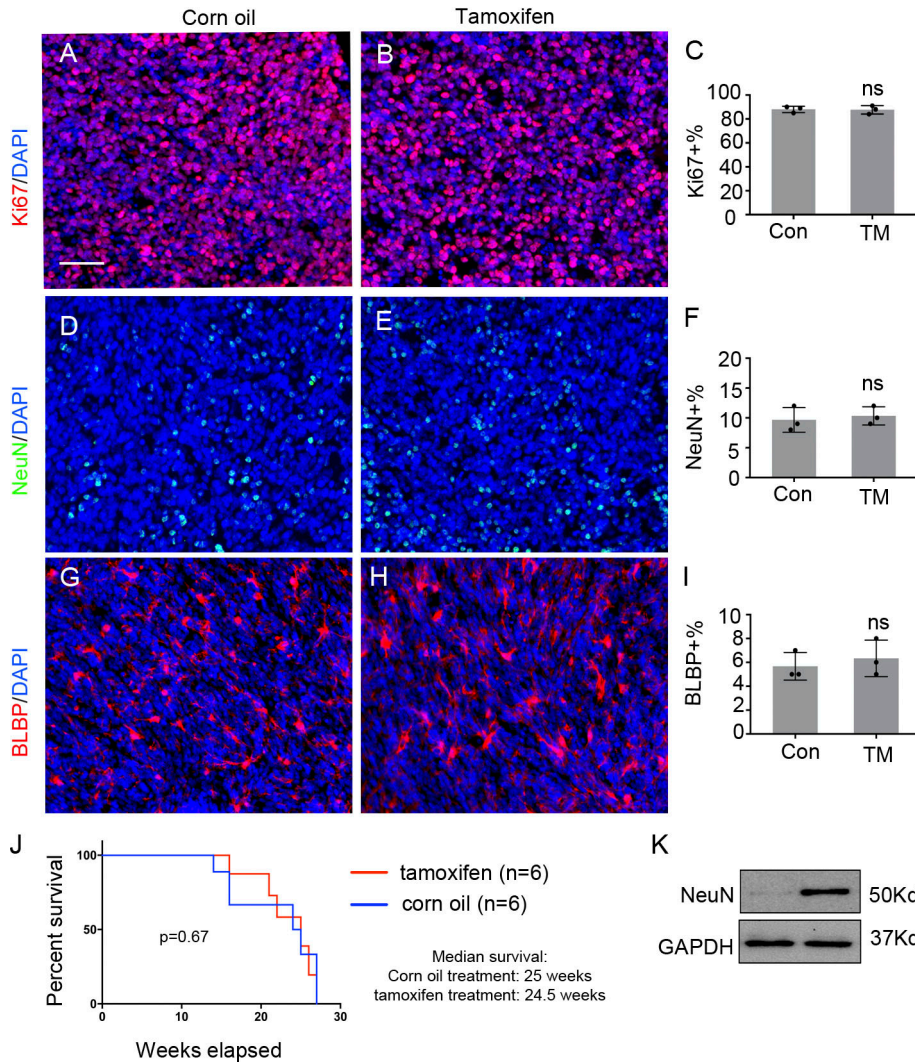 Corn oil
Tamoxifen
A
B
C
Ki67/DAPI
Ki67+%
100
80
60
40
20
0
ns
Con
TM
D
E
F
NeuN/DAPI
NeuN+%
20
15
10
5
0
ns
Con
TM
G
H
I
BLBP/DAPI
BLBP+%
10
8
6
4
2
0
ns
Con
TM
J
Percent survival
100
50
0
p=0.67
0
10
20
30
Weeks elapsed
tamoxifen (n=6)
corn oil (n=6)
Median survival:
Corn oil treatment: 25 weeks
tamoxifen treatment: 24.5 weeks
K
NeuN
50Kd
GAPDH
37Kd